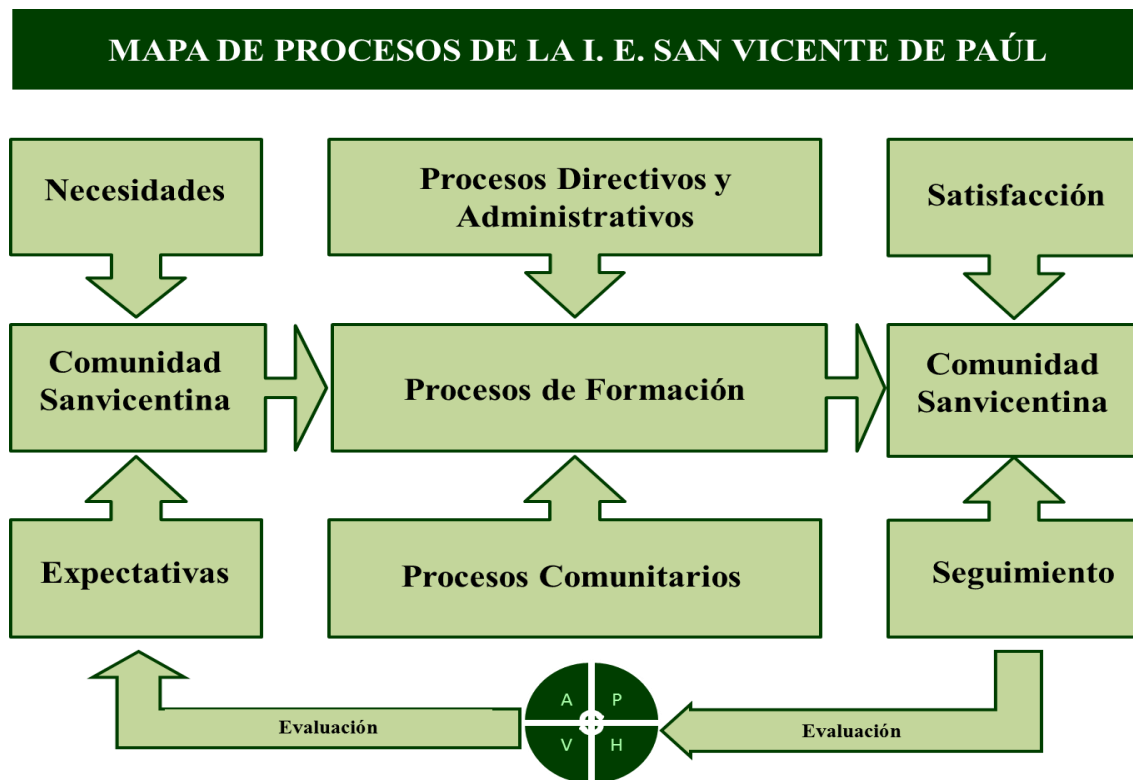 MAPA DE PROCESOS DE LA I. E. SAN VICENTE DE PAÚL
Necesidades
Procesos Directivos y
Administrativos
Satisfacción
Comunidad
Sanvicentina
Procesos de Formación
Comunidad
Sanvicentina
Expectativas
Procesos Comunitarios
Seguimiento
A P
V H
Evaluación
Evaluación